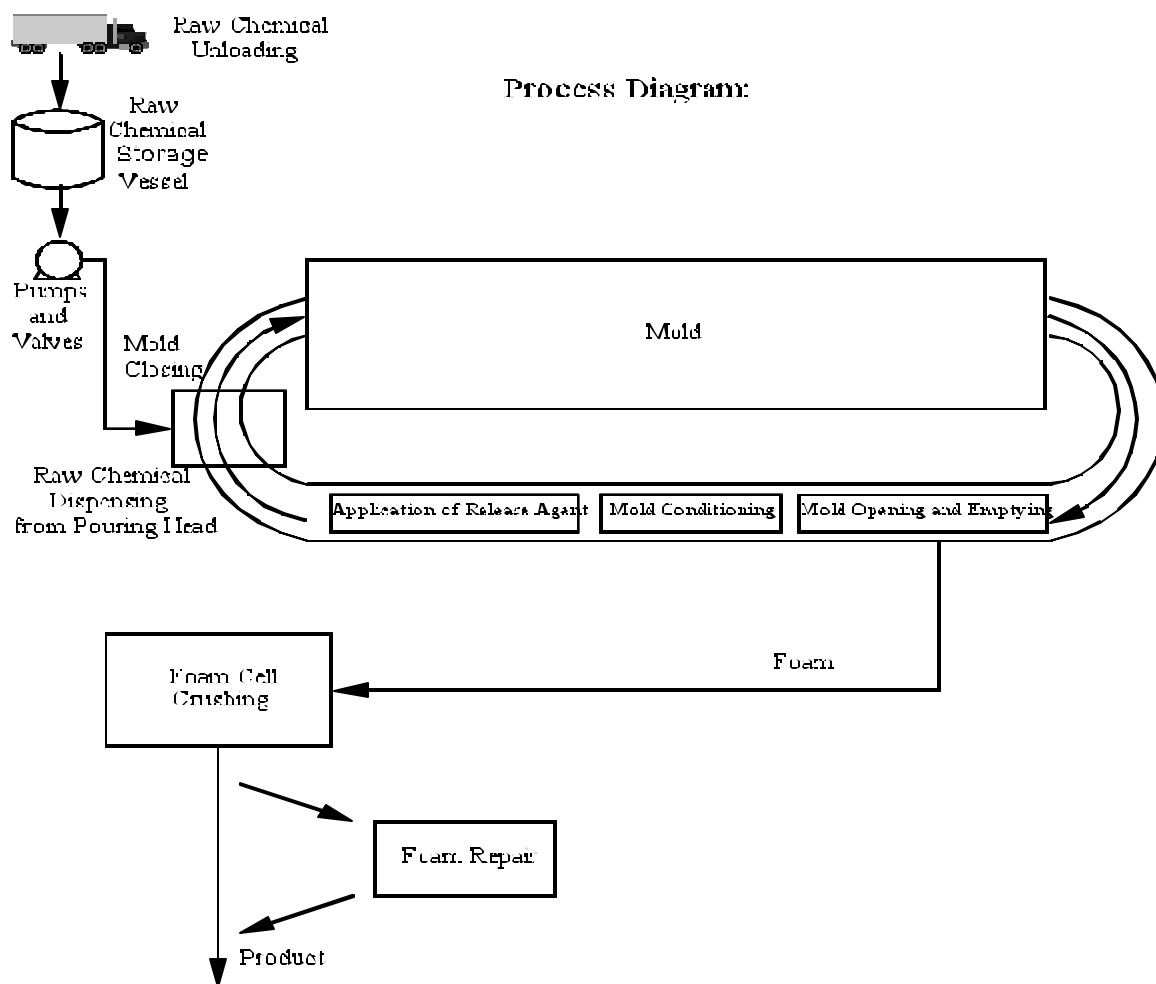 Raw Chemical
Unloading
Process Diagram:
Raw
Chemical
Storage
Vessel
Pumps
and
Valves
Mold
Closing
Mold
Raw Chemical
Dispensing
from Pouring Head
Application of Release Agent
Mold Conditioning
Mold Opening and Emptying
Foam
Foam Cell
Crushing
Foam Repair
Product